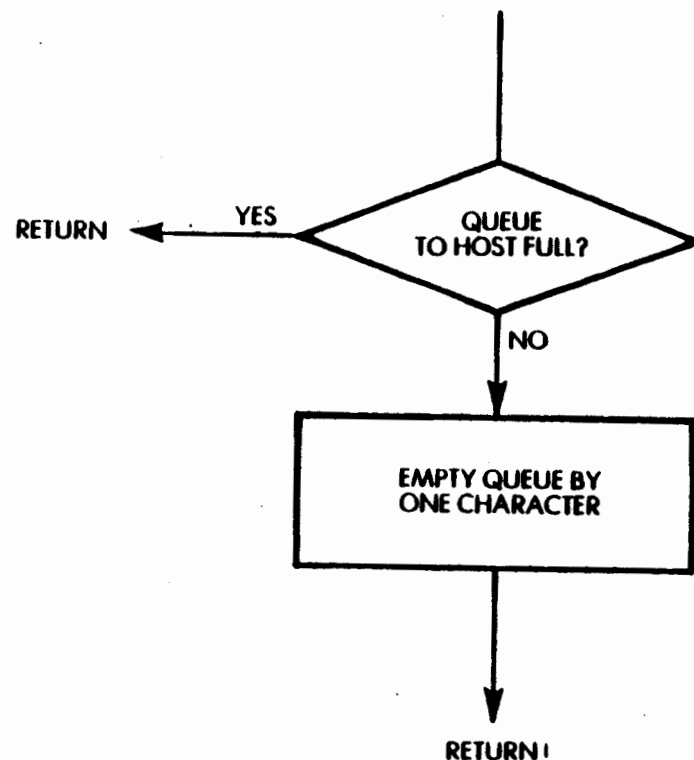 QUEUE
TO HOST FULL?
YES
RETURN
NO
EMPTY QUEUE BY
ONE CHARACTER
RETURN